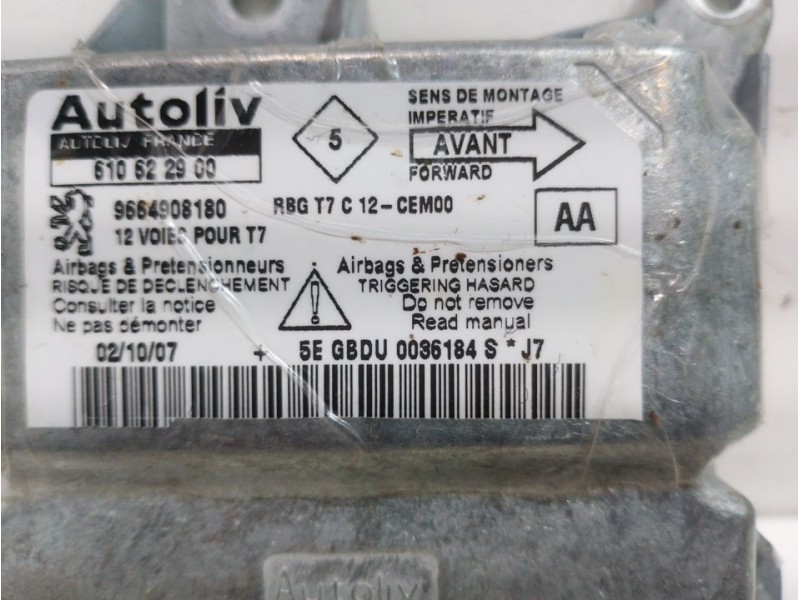 Autoliv
AUTOLIV FRANCE
610 62 29 00
5
SENS DE MONTAGE
IMPERATIF
AVANT
FORWARD
9664908180
RBG T7 C 12-CEM00
12 VOIES POUR T7
AA
Airbags & Pretensionneurs
RISQUE DE DECLENCHEMENT
Consulter la notice
Ne pas démonter
Airbags & Pretensioners
TRIGGERING HASARD
Do not remove
Read manual
02/10/07 + 5E GBDU 0036184 S * J7
Autoliv